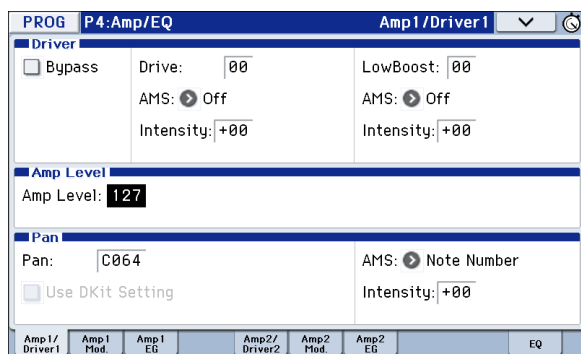 PROG P4:Amp/EQ Amp1/Driver1
Driver
Bypass Drive: 00 LowBoost: 00
AMS: Off AMS: Off
Intensity: +00 Intensity: +00
Amp Level
Amp Level: 127
Pan
Pan: C064 AMS: Note Number
Use DKit Setting Intensity: +00
Amp1/ Amp1 Amp1 Amp2/ Amp2 Amp2
Driver1 Mod. EG Driver2 Mod. EG EQ